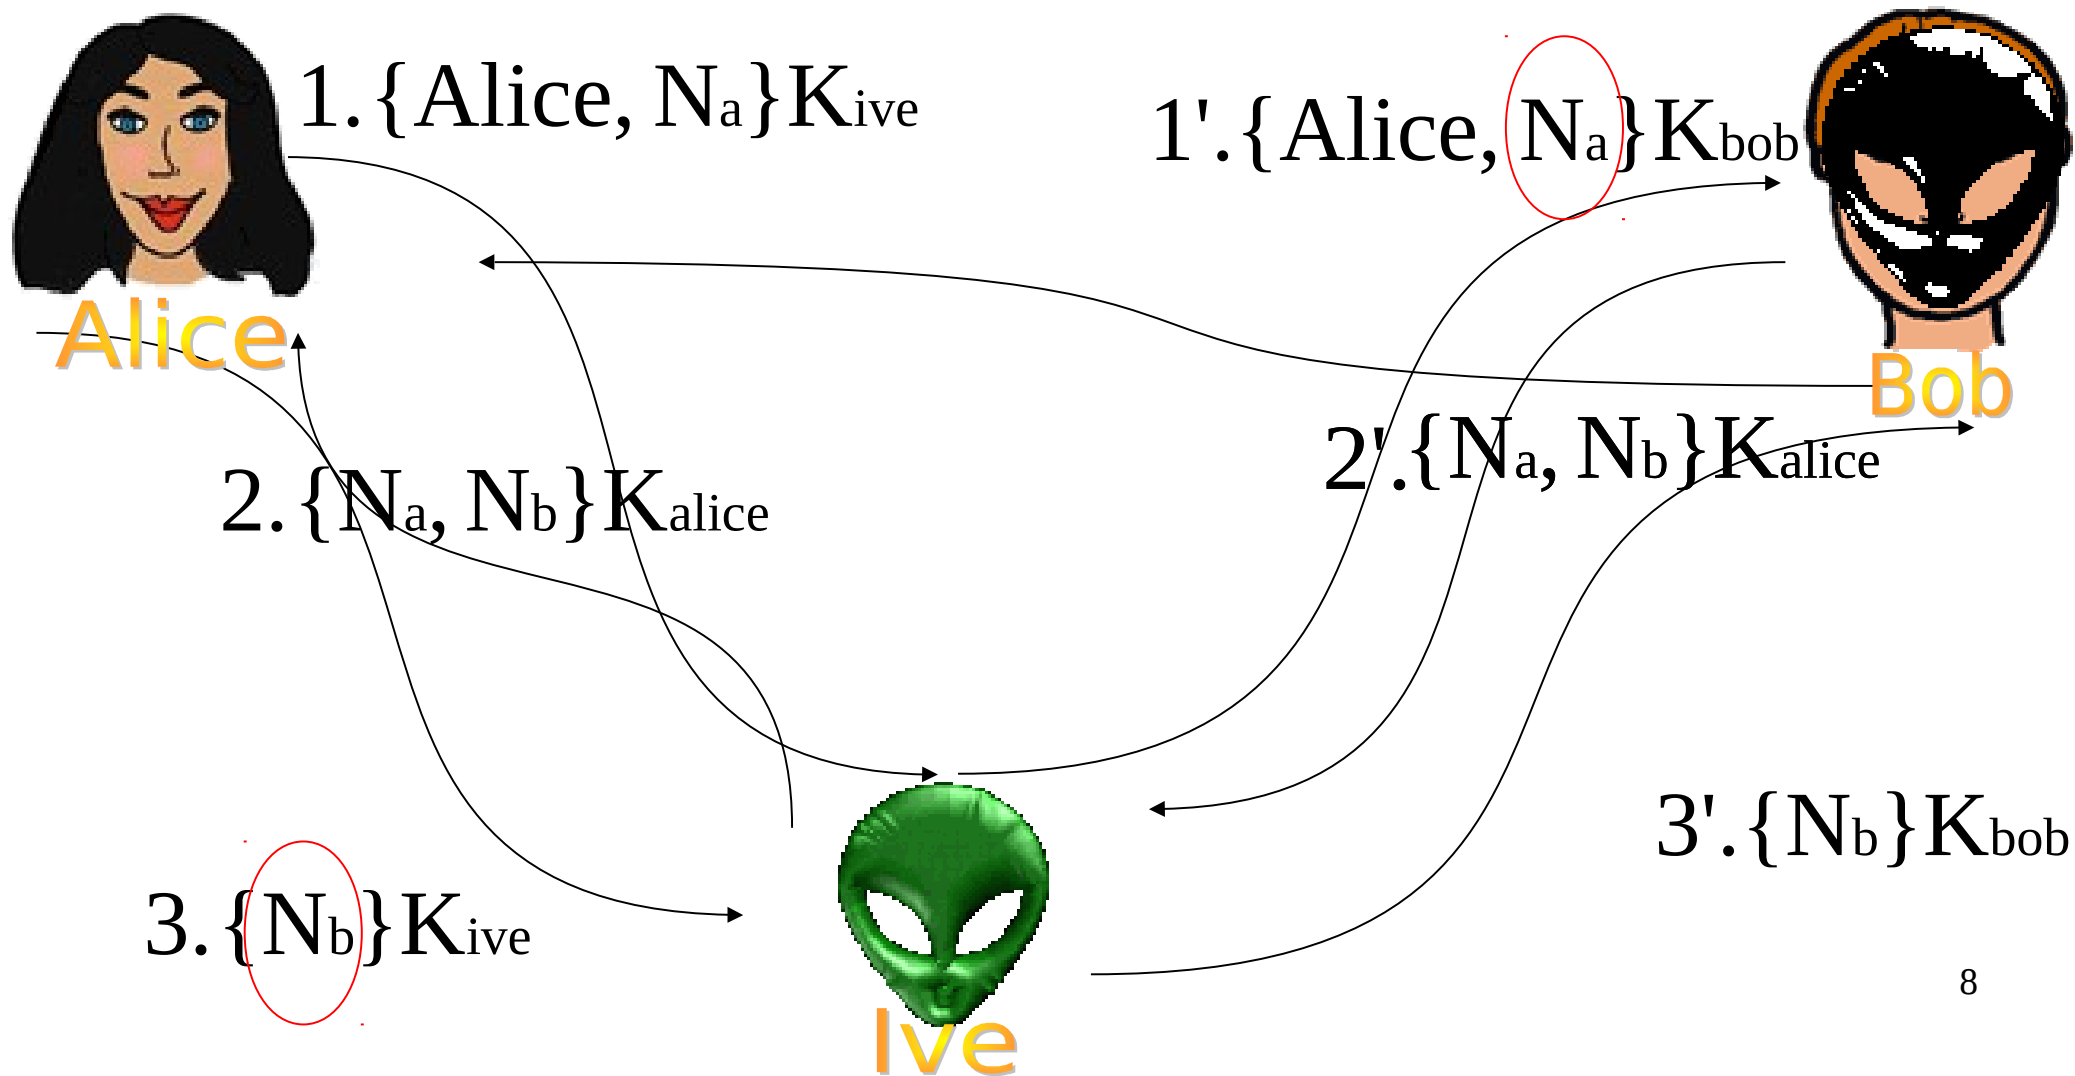 1.{Alice, Na}Kive
1'.{Alice, Na}Kbob
Alice
Bob
2'.{Na, Nb}Kalice
2.{Na, Nb}Kalice
3'.{Nb}Kbob
3.{Nb}Kive
8
Ive